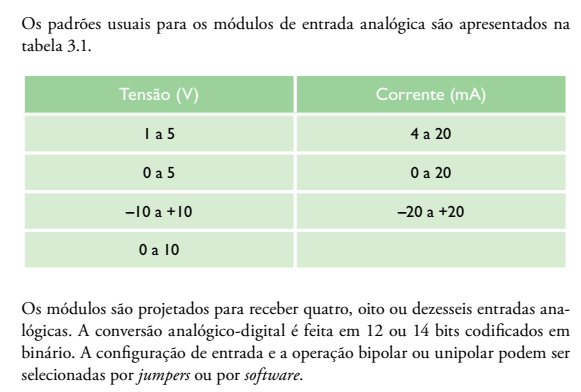 Os padrões usuais para os módulos de entrada analógica são apresentados na
tabela 3.1.
Tensão (V) Corrente (mA)
1 a 5 4 a 20
0 a 5 0 a 20
–10 a +10 –20 a +20
0 a 10
Os módulos são projetados para receber quatro, oito ou dezesseis entradas ana-
lógicas. A conversão analógico-digital é feita em 12 ou 14 bits codificados em
binário. A configuração de entrada e a operação bipolar ou unipolar podem ser
selecionadas por jumpers ou por software.